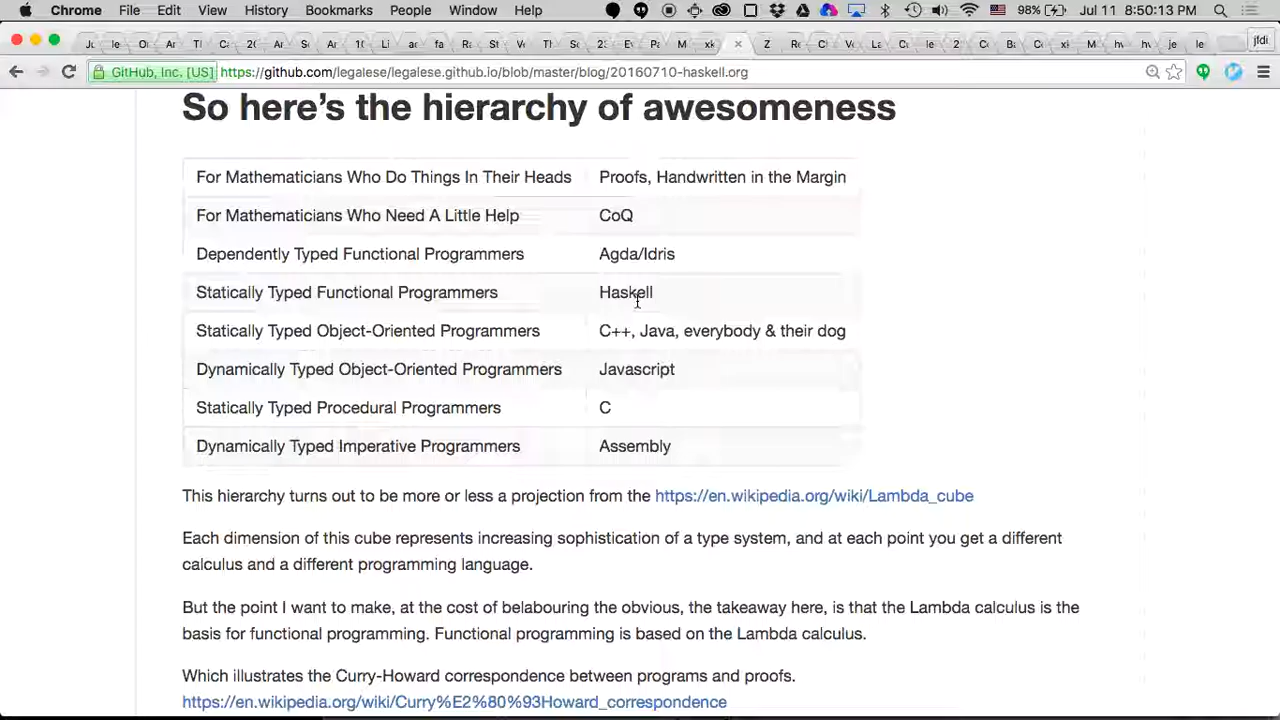 Chrome File Edit View History Bookmarks People Window Help 98% Jul 11 8:50:13 PM
jfdi
GitHub, Inc. [US] https://github.com/legalese/legalese.github.io/blob/master/blog/20160710-haskell.org
So here's the hierarchy of awesomeness
For Mathematicians Who Do Things In Their Heads Proofs, Handwritten in the Margin
For Mathematicians Who Need A Little Help CoQ
Dependently Typed Functional Programmers Agda/Idris
Statically Typed Functional Programmers Haskell
Statically Typed Object-Oriented Programmers C++, Java, everybody & their dog
Dynamically Typed Object-Oriented Programmers Javascript
Statically Typed Procedural Programmers C
Dynamically Typed Imperative Programmers Assembly
This hierarchy turns out to be more or less a projection from the https://en.wikipedia.org/wiki/Lambda_cube
Each dimension of this cube represents increasing sophistication of a type system, and at each point you get a different
calculus and a different programming language.
But the point I want to make, at the cost of belabouring the obvious, the takeaway here, is that the Lambda calculus is the
basis for functional programming. Functional programming is based on the Lambda calculus.
Which illustrates the Curry-Howard correspondence between programs and proofs.
https://en.wikipedia.org/wiki/Curry%E2%80%93Howard_correspondence